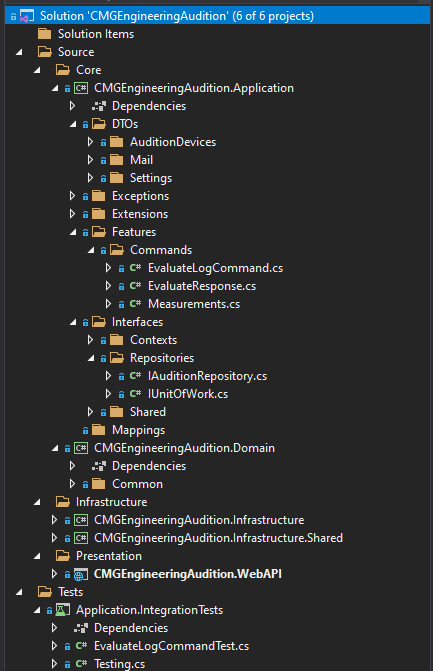 Solution 'CMGEngineeringAudition' (6 of 6 projects)
Solution Items
Source
Core
C# CMGEngineeringAudition.Application
Dependencies
DTOs
AuditionDevices
Mail
Settings
Exceptions
Extensions
Features
Commands
C# EvaluateLogCommand.cs
C# EvaluateResponse.cs
C# Measurements.cs
Interfaces
Contexts
Repositories
C# IAuditionRepository.cs
C# IUnitOfWork.cs
Shared
Mappings
C# CMGEngineeringAudition.Domain
Dependencies
Common
Infrastructure
C# CMGEngineeringAudition.Infrastructure
C# CMGEngineeringAudition.Infrastructure.Shared
Presentation
CMGEngineeringAudition.WebAPI
Tests
Application.IntegrationTests
Dependencies
C# EvaluateLogCommandTest.cs
C# Testing.cs